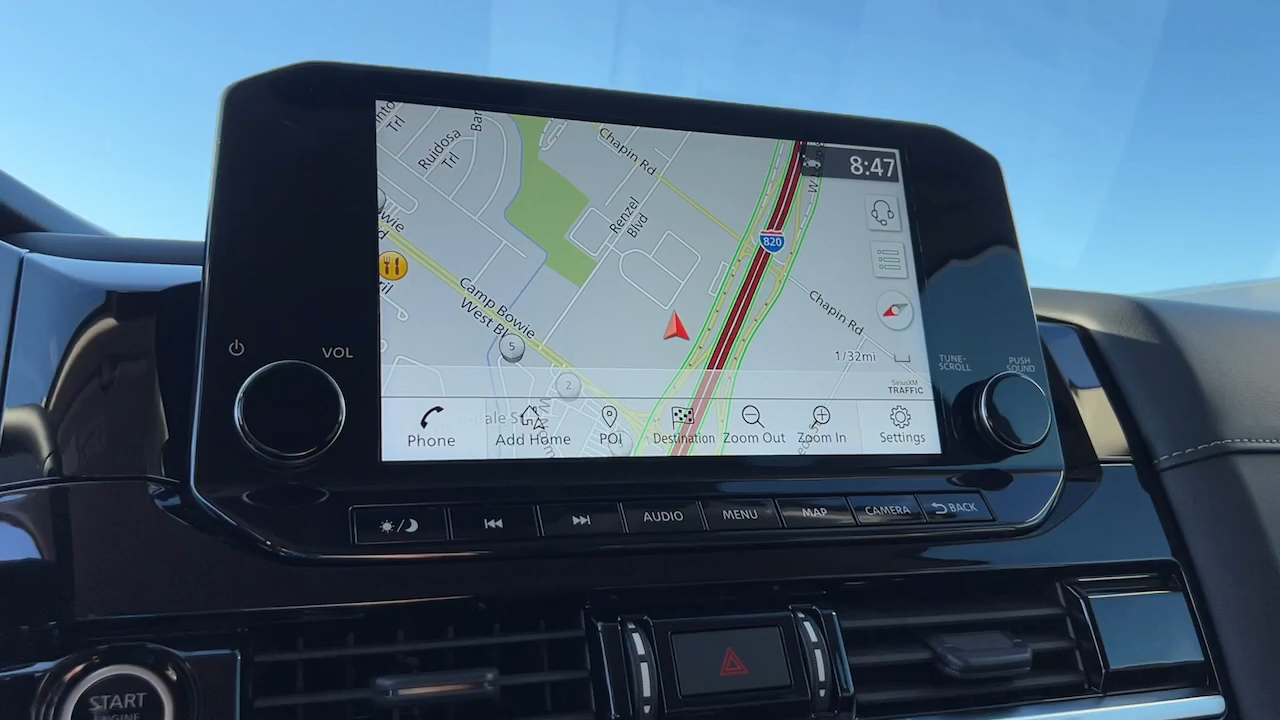 Ruidosa
Trl
Chapin Rd
8:47
Renzel
Blvd
820
Camp Bowie
West Bl
5
2
Chapin Rd
1/32mi
SiriusXM
TRAFFIC
Phone
Add Home
POI
Destination
Zoom Out
Zoom In
Settings
VOL
TUNE•
SCROLL
PUSH
SOUND
AUDIO
MENU
MAP
CAMERA
BACK
START
ENGINE